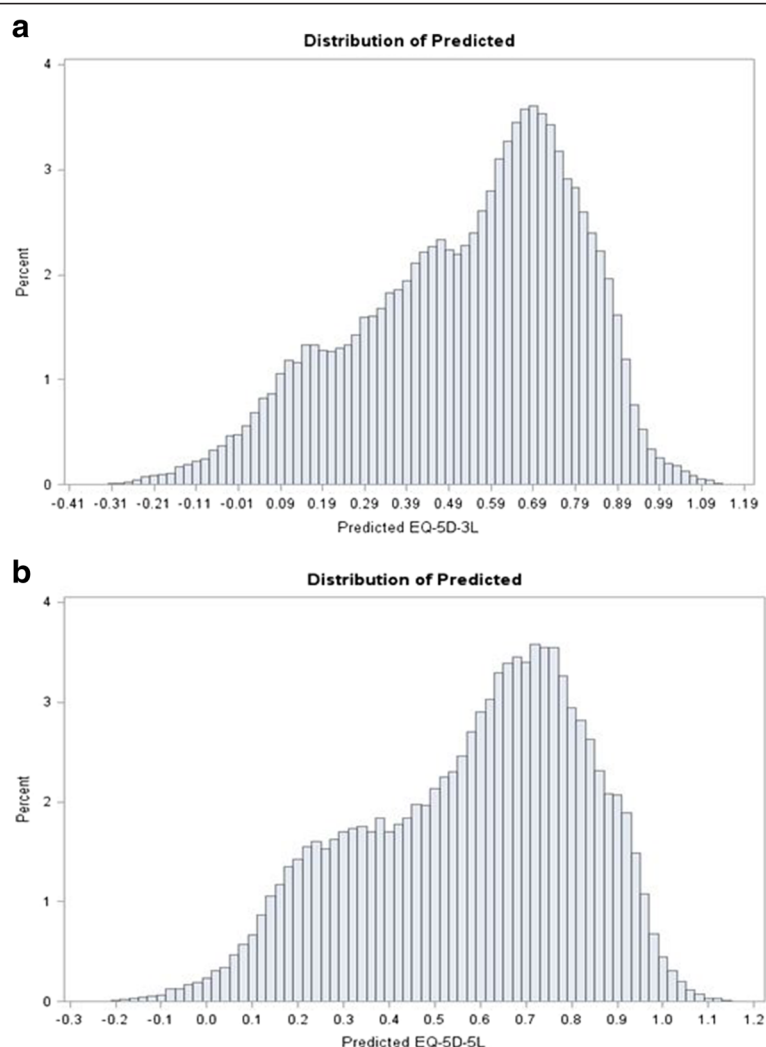 a
Distribution of Predicted
4
3
2
1
0
Percent
-0.41 -0.31 -0.21 -0.11 -0.01 0.09 0.19 0.29 0.39 0.49 0.59 0.69 0.79 0.89 0.99 1.09 1.19
Predicted EQ-5D-3L
b
Distribution of Predicted
4
3
2
1
0
Percent
-0.3 -0.2 -0.1 0.0 0.1 0.2 0.3 0.4 0.5 0.6 0.7 0.8 0.9 1.0 1.1 1.2
Predicted EQ-5D-5L